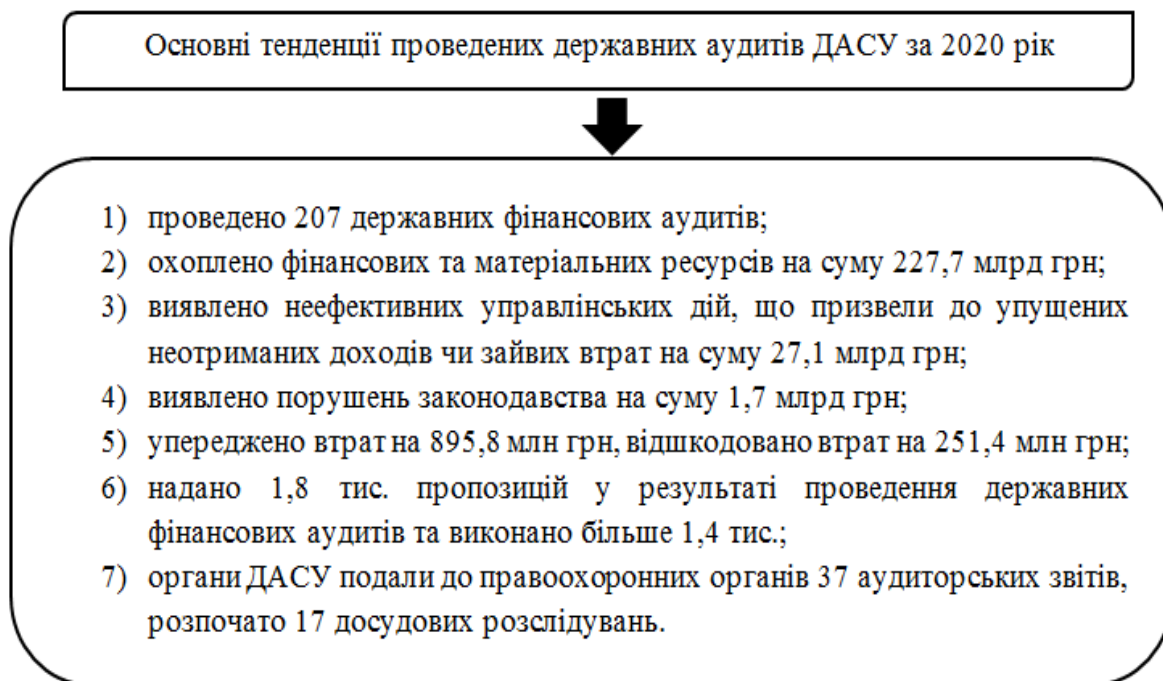 Основні тенденції проведених державних аудитів ДАСУ за 2020 рік
1) проведено 207 державних фінансових аудитів;
2) охоплено фінансових та матеріальних ресурсів на суму 227,7 млрд грн;
3) виявлено неефективних управлінських дій, що призвели до упущених
неотриманих доходів чи зайвих втрат на суму 27,1 млрд грн;
4) виявлено порушень законодавства на суму 1,7 млрд грн;
5) упереджено втрат на 895,8 млн грн, відшкодовано втрат на 251,4 млн грн;
6) надано 1,8 тис. пропозицій у результаті проведення державних
фінансових аудитів та виконано більше 1,4 тис.;
7) органи ДАСУ подали до правоохоронних органів 37 аудиторських звітів,
розпочато 17 досудових розслідувань.